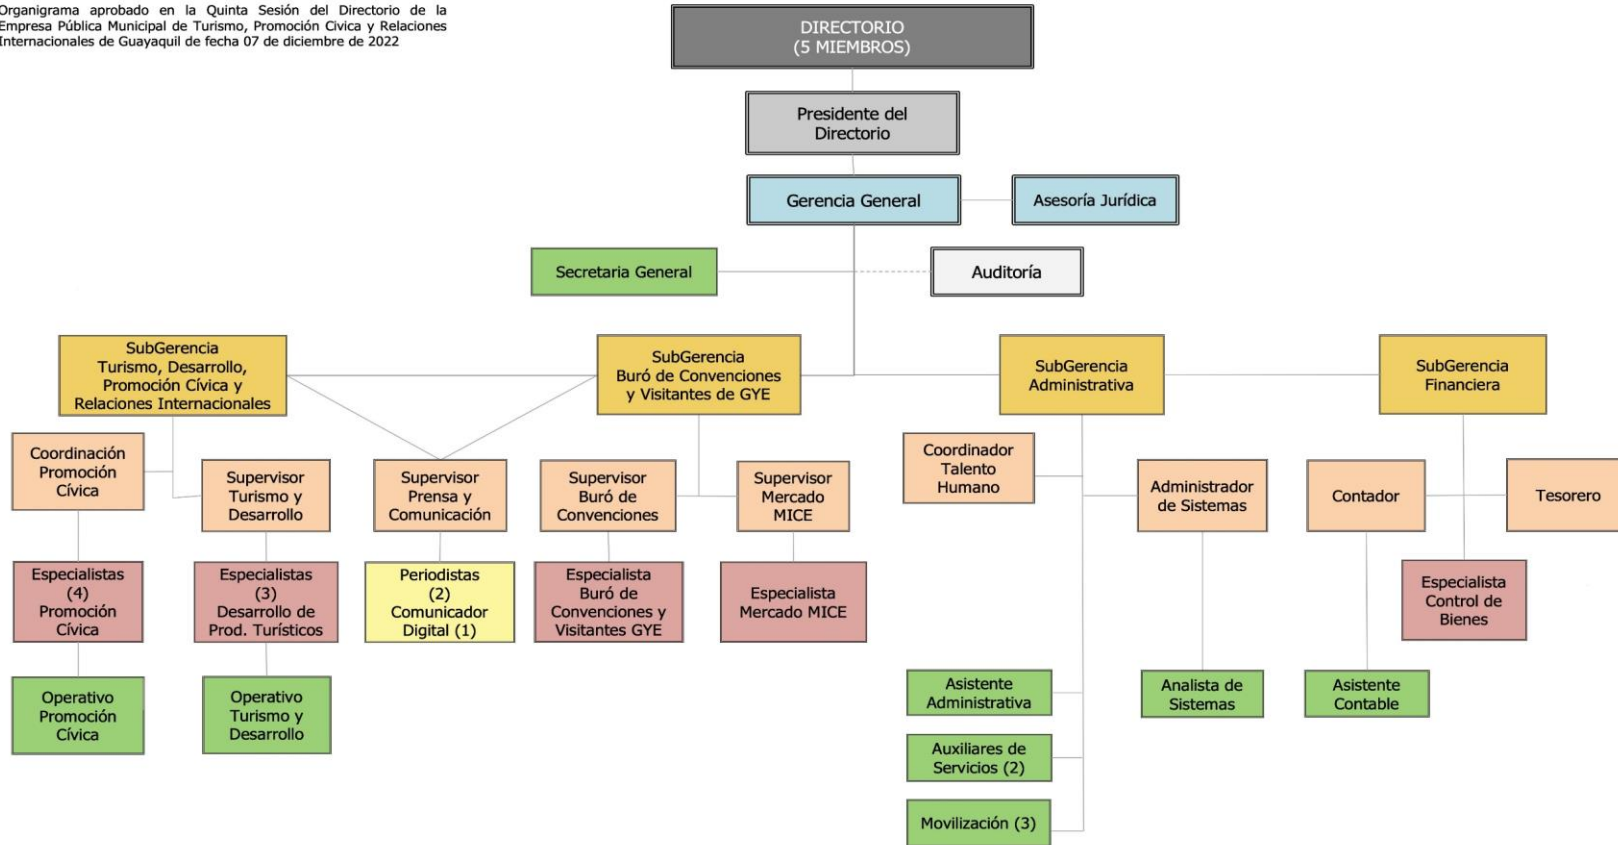 Organigrama aprobado en la Quinta Sesión del Directorio de la
Empresa Pública Municipal de Turismo, Promoción Cívica y Relaciones
Internacionales de Guayaquil de fecha 07 de diciembre de 2022
DIRECTORIO
(5 MIEMBROS)
Presidente del
Directorio
Gerencia General
Asesoría Jurídica
Secretaria General
Auditoría
SubGerencia
Turismo, Desarrollo,
Promoción Cívica y
Relaciones Internacionales
SubGerencia
Buró de Convenciones
y Visitantes de GYE
SubGerencia
Administrativa
SubGerencia
Financiera
Coordinación
Promoción
Cívica
Supervisor
Turismo y
Desarrollo
Supervisor
Prensa y
Comunicación
Supervisor
Buró de
Convenciones
Supervisor
Mercado
MICE
Coordinador
Talento
Humano
Administrador
de Sistemas
Contador
Tesorero
Especialistas
(4)
Promoción
Cívica
Especialistas
(3)
Desarrollo de
Prod. Turísticos
Periodistas
(2)
Comunicador
Digital (1)
Especialista
Buró de
Convenciones y
Visitantes GYE
Especialista
Mercado MICE
Especialista
Control de
Bienes
Operativo
Promoción
Cívica
Operativo
Turismo y
Desarrollo
Asistente
Administrativa
Analista de
Sistemas
Asistente
Contable
Auxiliares de
Servicios (2)
Movilización (3)